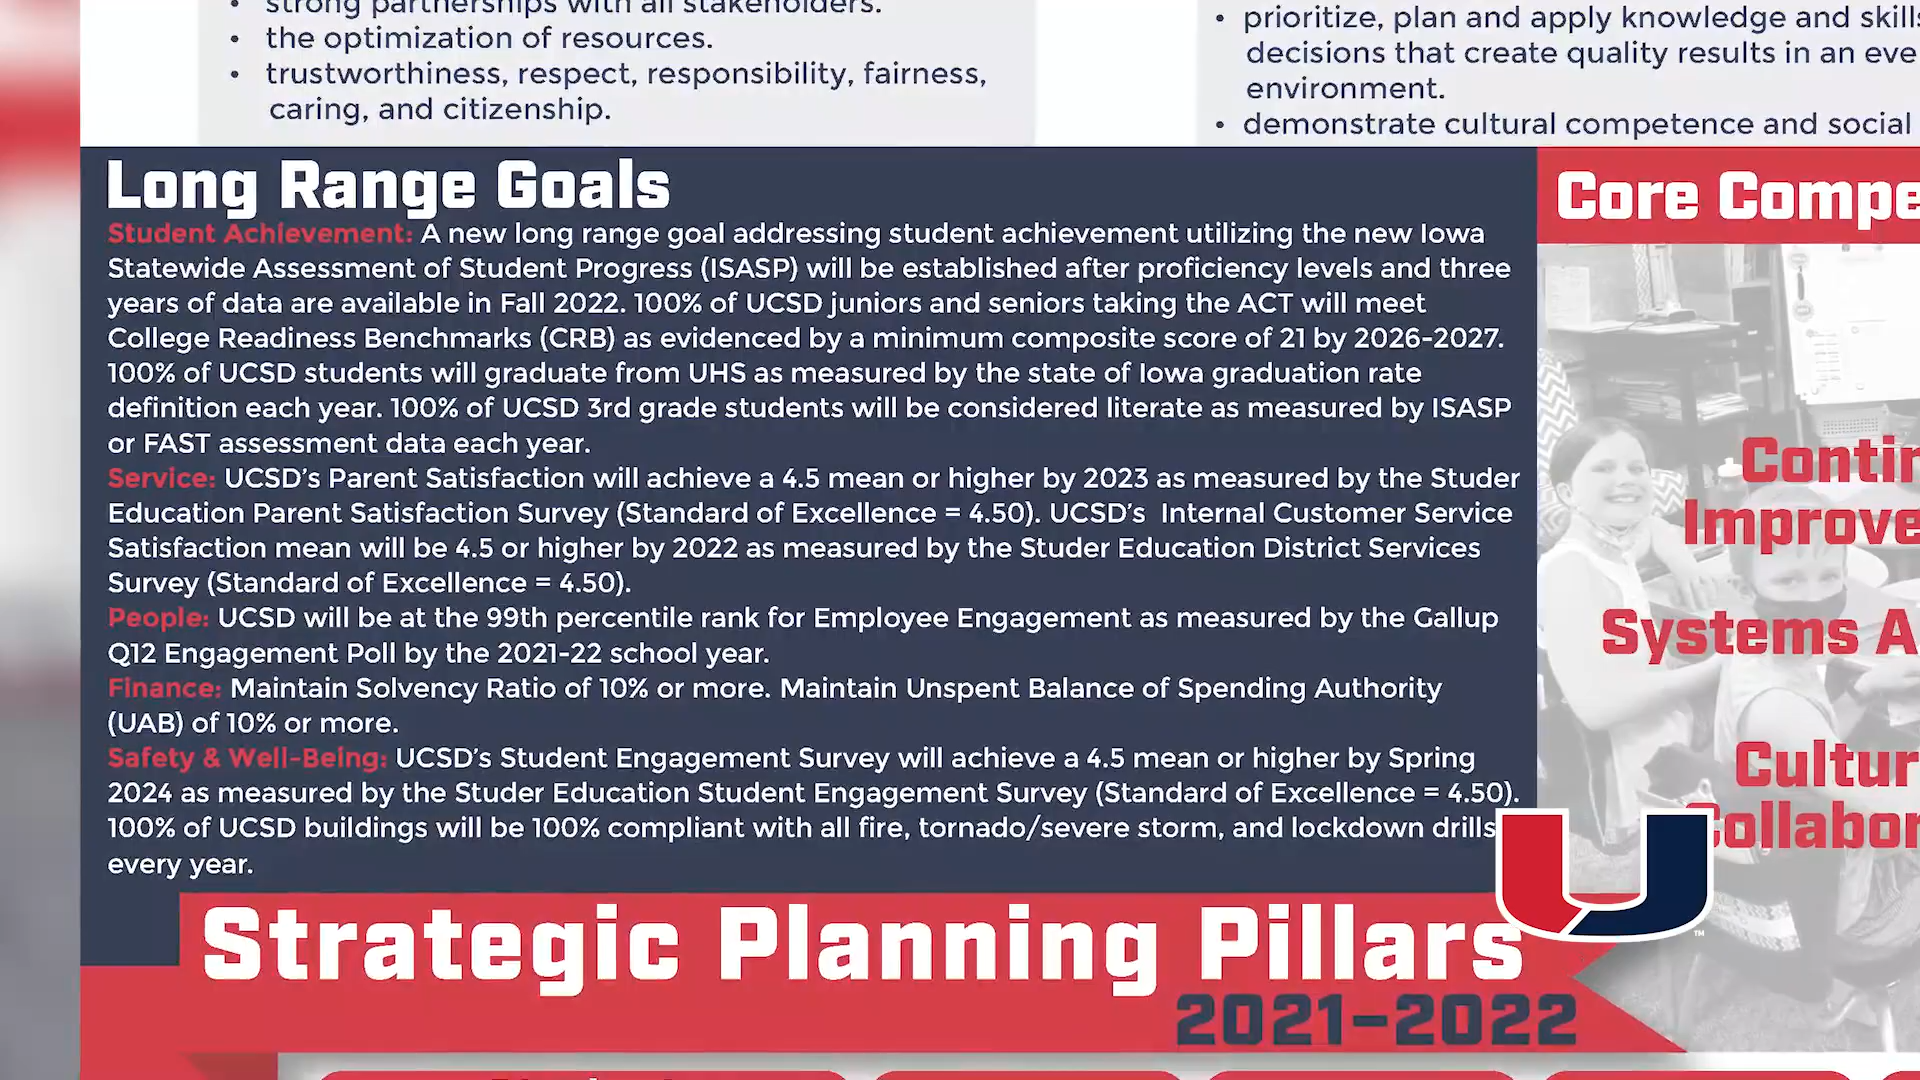 strong partnerships with all stakeholders.
• the optimization of resources.
• trustworthiness, respect, responsibility, fairness,
caring, and citizenship.
• prioritize, plan and apply knowledge and
decisions that create quality results in an
environment.
• demonstrate cultural competence and social
Long Range Goals
Student Achievement: A new long range goal addressing student achievement utilizing the new Iowa
Statewide Assessment of Student Progress (ISASP) will be established after proficiency levels and three
years of data are available in Fall 2022. 100% of UCSD juniors and seniors taking the ACT will meet
College Readiness Benchmarks (CRB) as evidenced by a minimum composite score of 21 by 2026-2027.
100% of UCSD students will graduate from UHS as measured by the state of Iowa graduation rate
definition each year. 100% of UCSD 3rd grade students will be considered literate as measured by ISASP
or FAST assessment data each year.
Service: UCSD's Parent Satisfaction will achieve a 4.5 mean or higher by 2023 as measured by the Studer
Education Parent Satisfaction Survey (Standard of Excellence = 4.50). UCSD's Internal Customer Service
Satisfaction mean will be 4.5 or higher by 2022 as measured by the Studer Education District Services
Survey (Standard of Excellence = 4.50).
People: UCSD will be at the 99th percentile rank for Employee Engagement as measured by the Gallup
Q12 Engagement Poll by the 2021-22 school year.
Finance: Maintain Solvency Ratio of 10% or more. Maintain Unspent Balance of Spending Authority
(UAB) of 10% or more.
Safety & Well-Being: UCSD's Student Engagement Survey will achieve a 4.5 mean or higher by Spring
2024 as measured by the Studer Education Student Engagement Survey (Standard of Excellence = 4.50).
100% of UCSD buildings will be 100% compliant with all fire, tornado/severe storm, and lockdown drills
every year.
Core
Systems
U
™
Strategic Planning Pillars
2021-2022